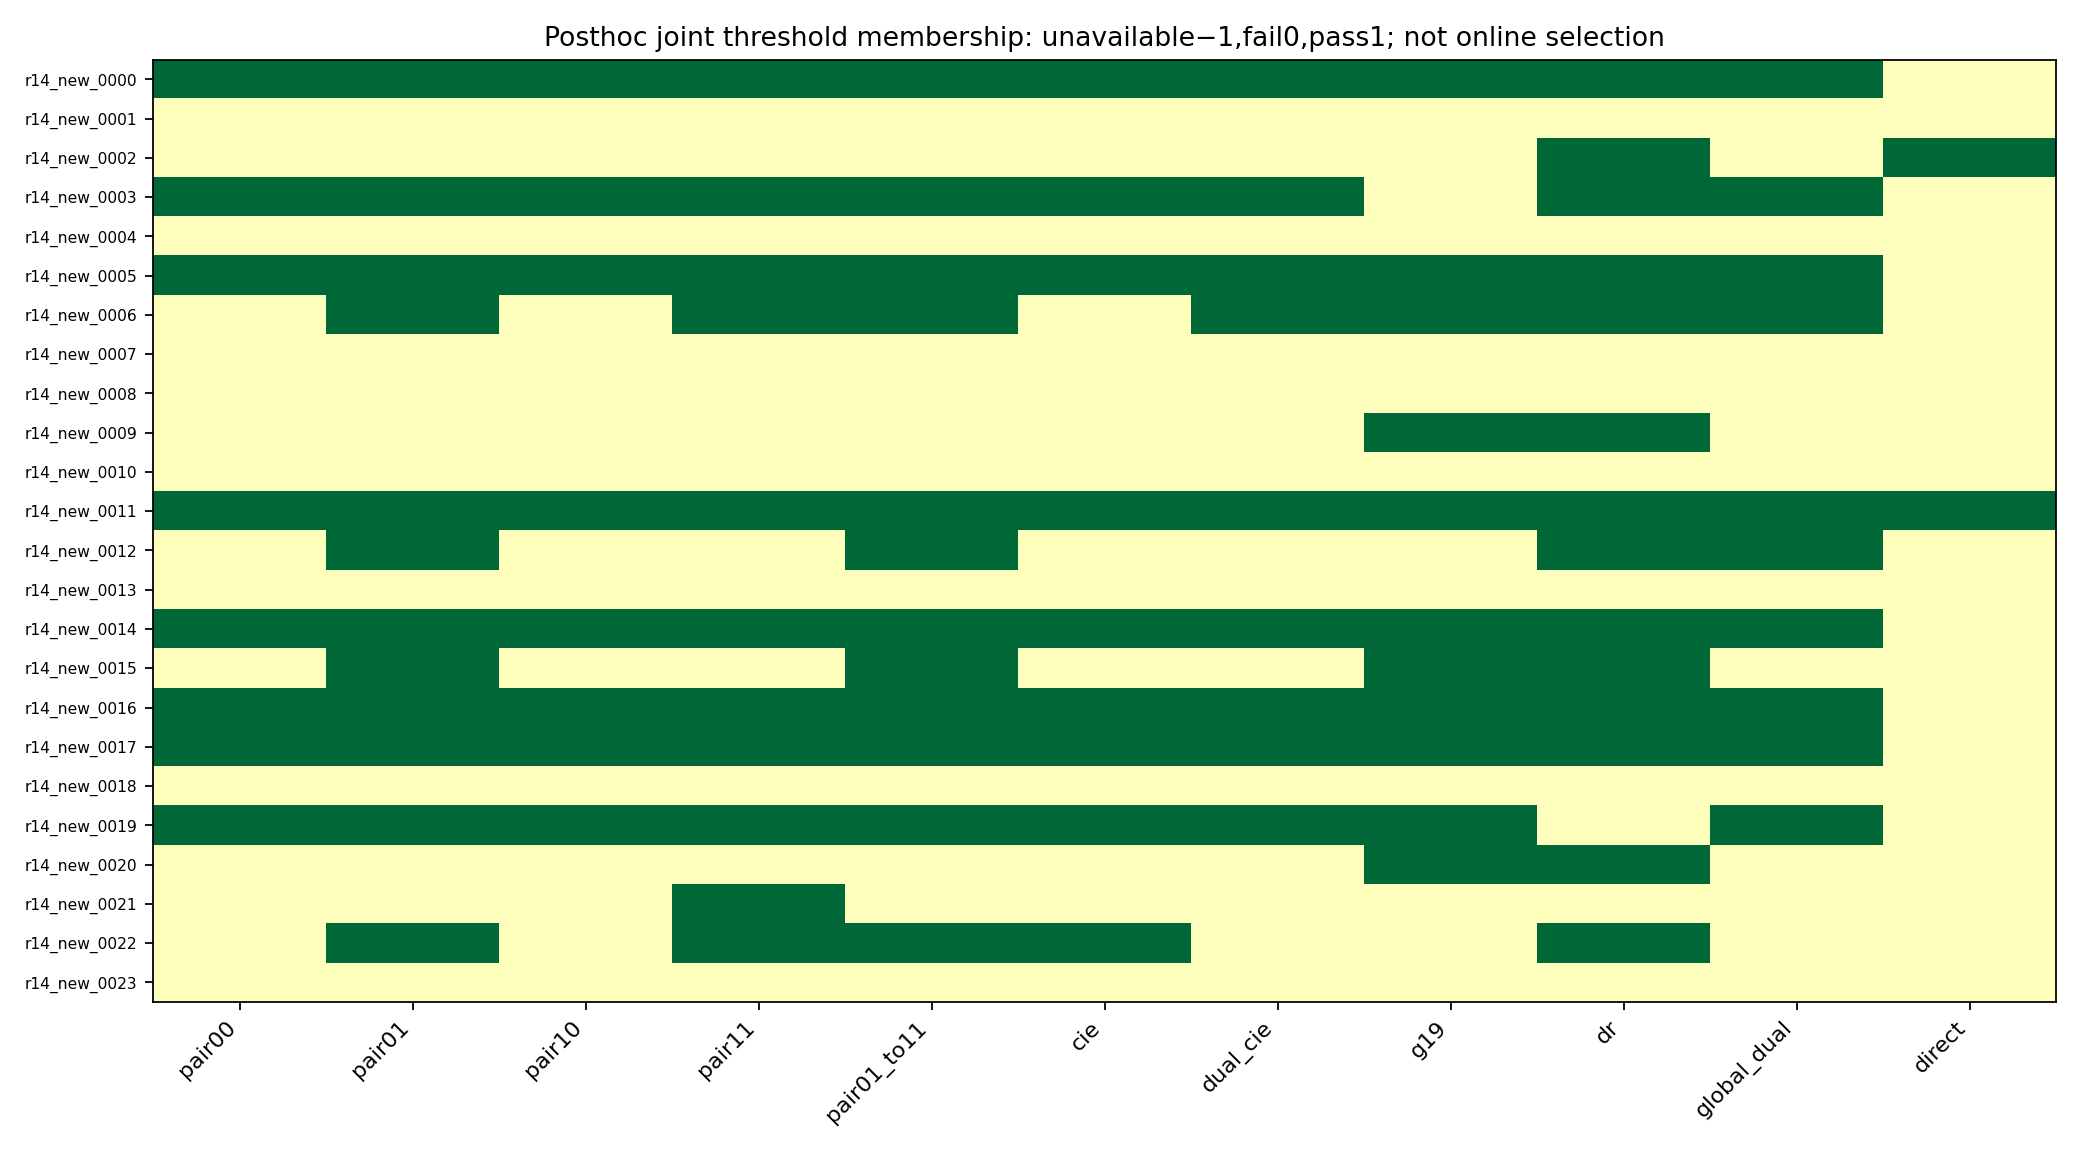 Posthoc joint threshold membership: unavailable−1,fail0,pass1; not online selection
r14_new_0000
r14_new_0001
r14_new_0002
r14_new_0003
r14_new_0004
r14_new_0005
r14_new_0006
r14_new_0007
r14_new_0008
r14_new_0009
r14_new_0010
r14_new_0011
r14_new_0012
r14_new_0013
r14_new_0014
r14_new_0015
r14_new_0016
r14_new_0017
r14_new_0018
r14_new_0019
r14_new_0020
r14_new_0021
r14_new_0022
r14_new_0023
pair00
pair01
pair10
pair11
pair01_to11
cie
dual_cie
g19
dr
global_dual
direct